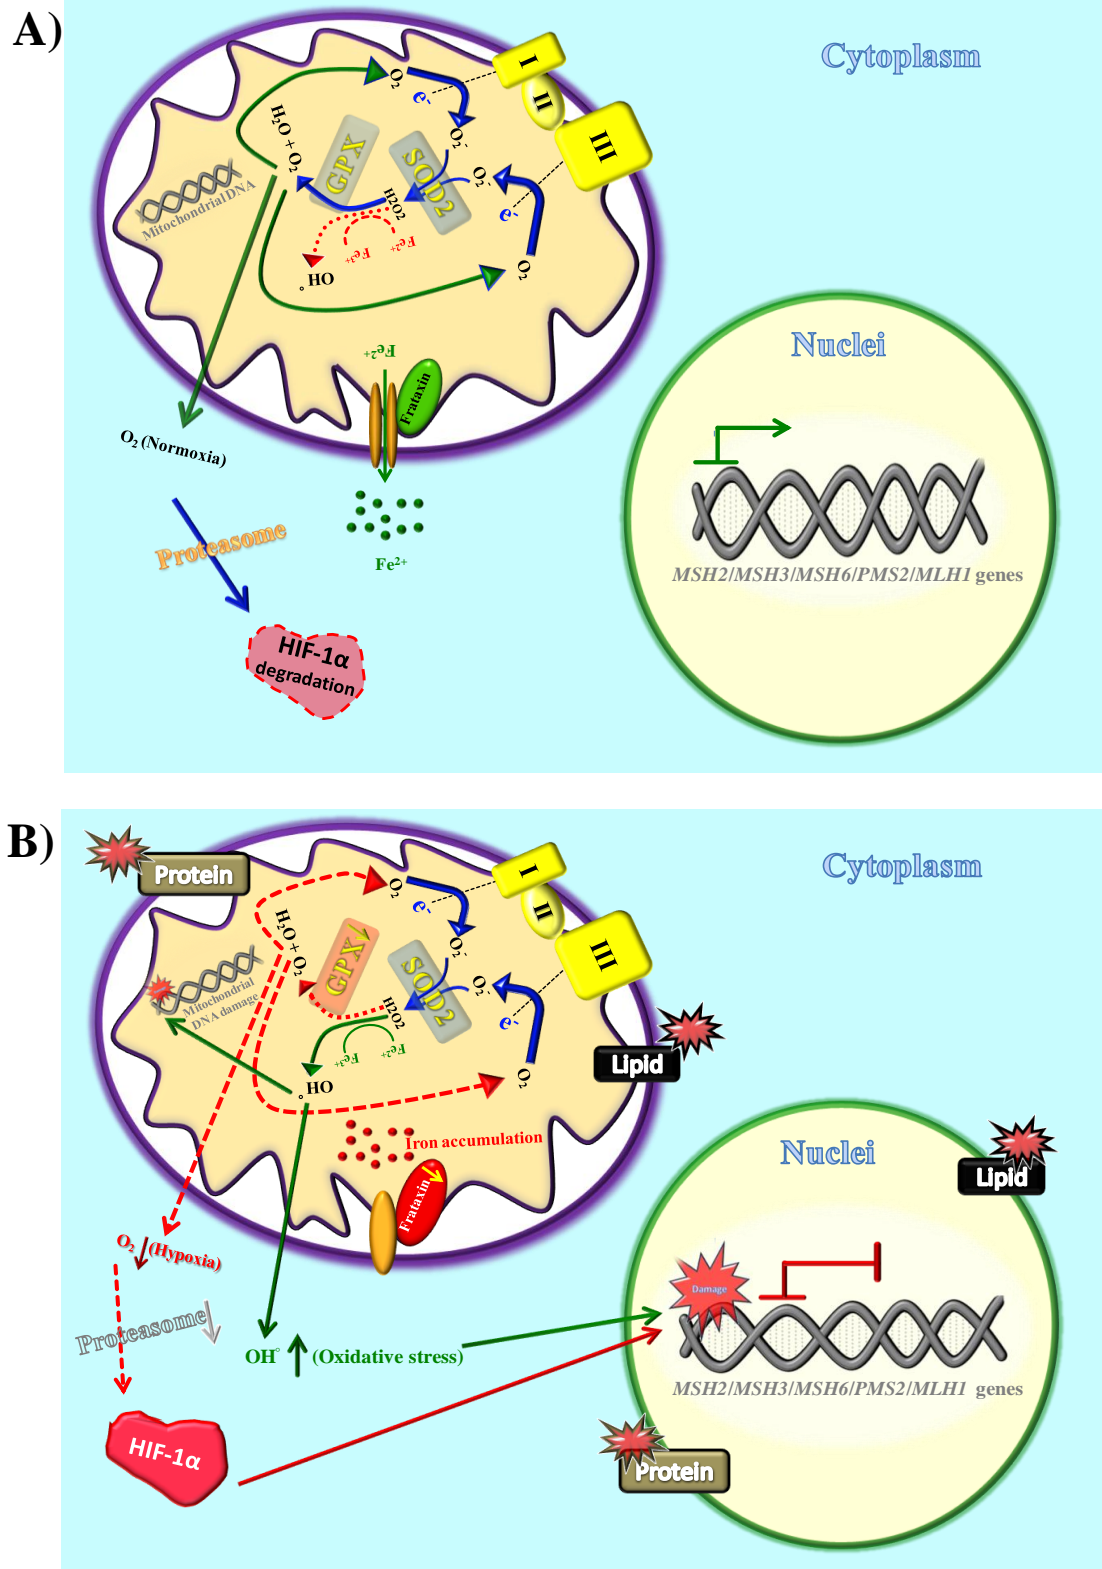 A)
Cytoplasm
I
II
III
O₂
e⁻
O₂⁻
O₂⁻
e⁻
O₂
H₂O + O₂
GPX
SOD2
H2O2
Fe³⁺
Fe²⁺
°HO
Mitochondrial DNA
Fe²⁺
Frataxin
O₂ (Normoxia)
Proteasome
Fe²⁺
HIF-1α
degradation
Nuclei
MSH2/MSH3/MSH6/PMS2/MLH1 genes
B)
Cytoplasm
Protein
I
II
III
O₂
e⁻
O₂⁻
O₂⁻
e⁻
O₂
H₂O + O₂
GPX
SOD2
H2O2
Fe³⁺
Fe²⁺
°HO
Mitochondrial
DNA damage
Lipid
Iron accumulation
Frataxin
O₂ (Hypoxia)
Proteasome
OH° (Oxidative stress)
HIF-1α
Nuclei
Lipid
Damage
MSH2/MSH3/MSH6/PMS2/MLH1 genes
Protein